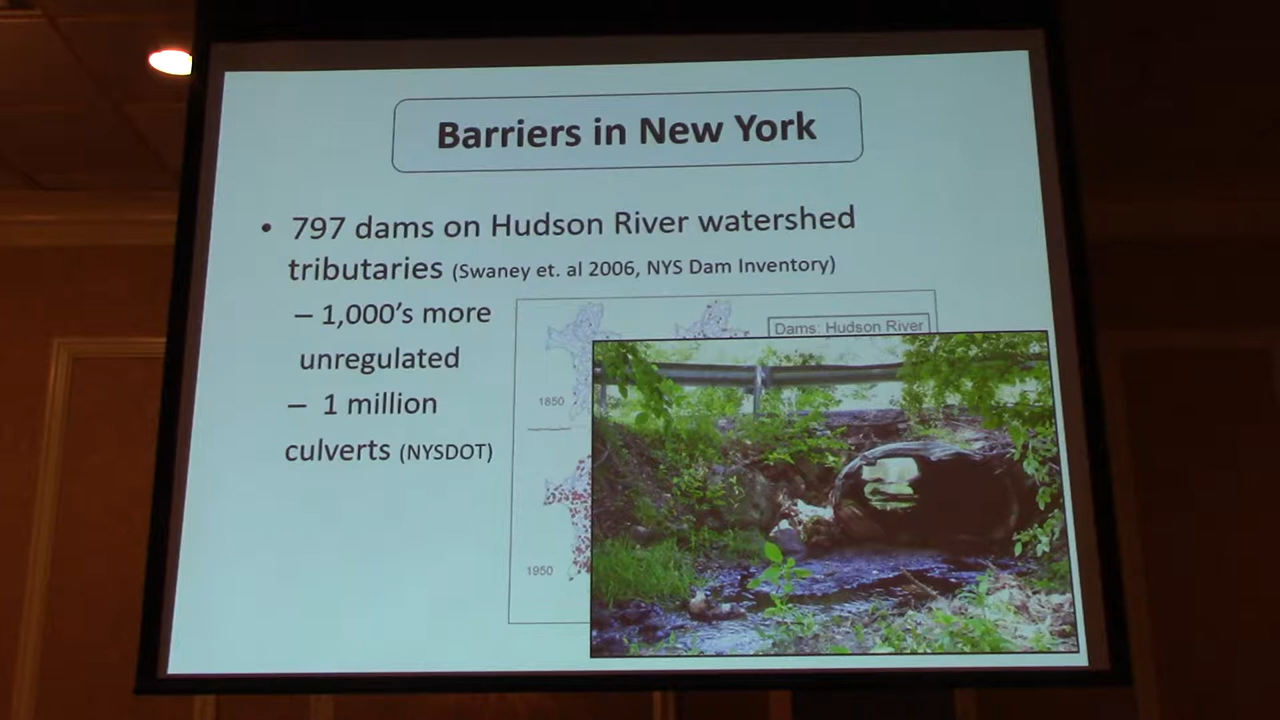 Barriers in New York
• 797 dams on Hudson River watershed
tributaries (Swaney et. al 2006, NYS Dam Inventory)
– 1,000's more
unregulated
– 1 million
culverts (NYSDOT)
Dams: Hudson River
1850
1950